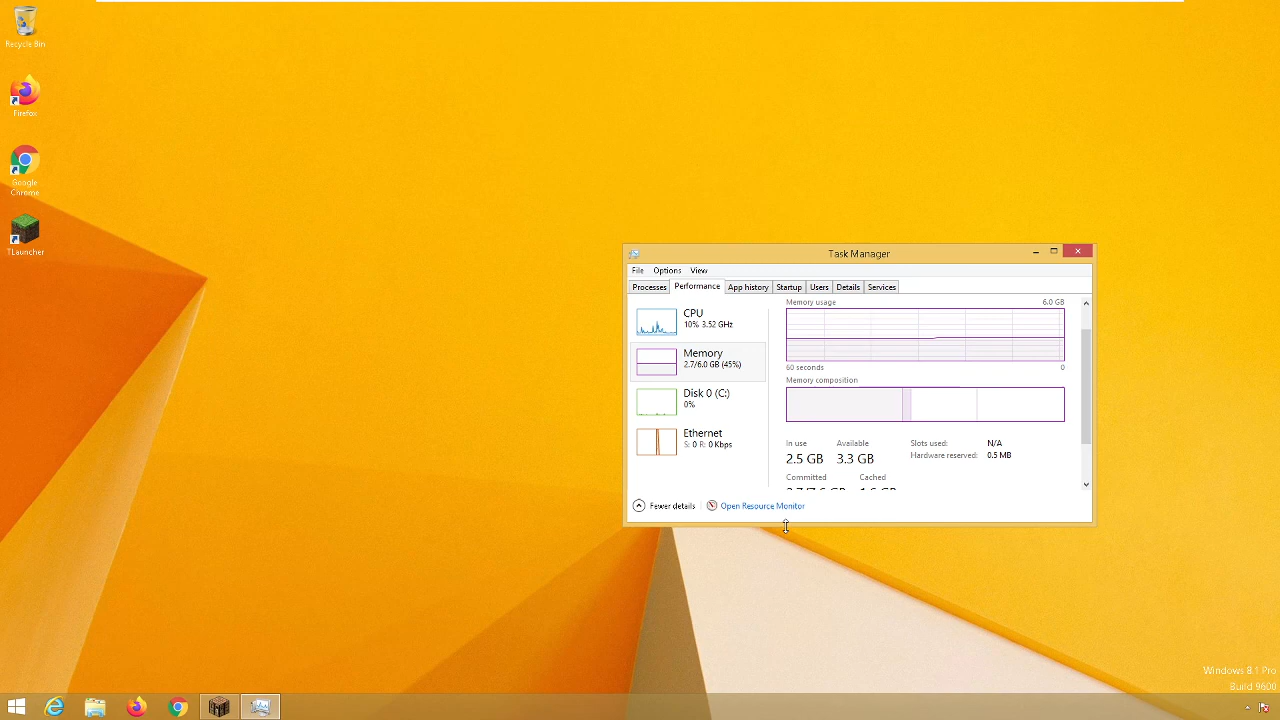 Recycle Bin
Firefox
Google
Chrome
TLauncher
Task Manager
File Options View
Processes Performance App history Startup Users Details Services
CPU
10% 3.52 GHz
Memory
2.7/6.0 GB (45%)
Disk 0 (C:)
0%
Ethernet
S: 0 R: 0 Kbps
Memory usage 6.0 GB
60 seconds 0
Memory composition
In use Available Slots used: N/A
2.5 GB 3.3 GB Hardware reserved: 0.5 MB
Committed Cached
Fewer details Open Resource Monitor
Windows 8.1 Pro
Build 9600